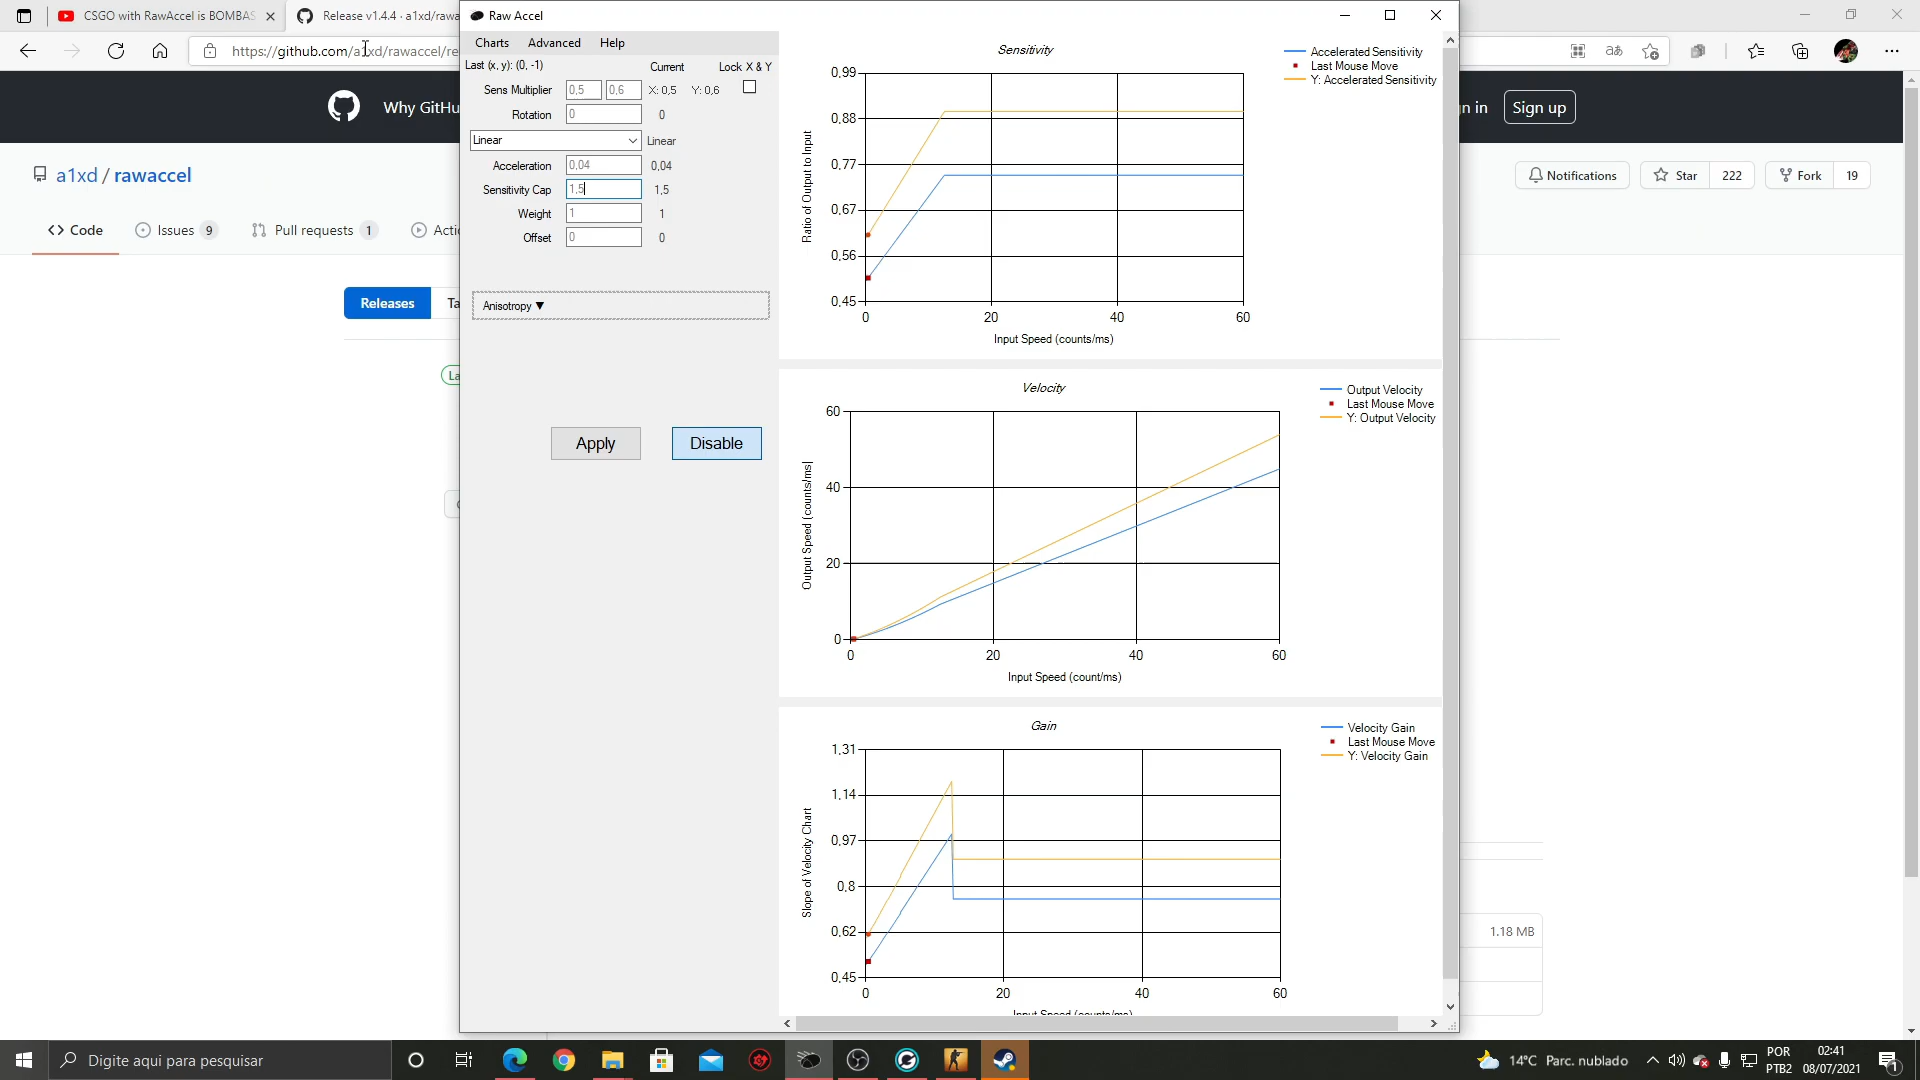 CSGO with RawAccel is BOMBAS
Release v1.4.4 · a1xd/rawa
https://github.com/a1xd/rawaccel/re
Why GitHu
n in
Sign up
a1xd / rawaccel
Notifications
Star 222
Fork 19
Code
Issues 9
Pull requests 1
Acti
Releases
Ta
La
1.18 MB
Raw Accel
Charts Advanced Help
Last (x, y): (0, -1)
Current
Lock X & Y
Sens Multiplier 0,5 0,6 X: 0,5 Y: 0,6
Rotation 0 0
Linear Linear
Acceleration 0,04 0,04
Sensitivity Cap 1,5 1,5
Weight 1 1
Offset 0 0
Anisotropy ▼
Apply
Disable
Sensitivity
Accelerated Sensitivity
Last Mouse Move
Y: Accelerated Sensitivity
Ratio of Output to Input
0,99
0,88
0,77
0,67
0,56
0,45
0 20 40 60
Input Speed (counts/ms)
Velocity
Output Velocity
Last Mouse Move
Y: Output Velocity
Output Speed (counts/ms)
60
40
20
0
0 20 40 60
Input Speed (count/ms)
Gain
Velocity Gain
Last Mouse Move
Y: Velocity Gain
Slope of Velocity Chart
1,31
1,14
0,97
0,8
0,62
0,45
0 20 40 60
Input Speed (counts/ms)
Digite aqui para pesquisar
14°C Parc. nublado
POR
PTB2
02:41
08/07/2021
1